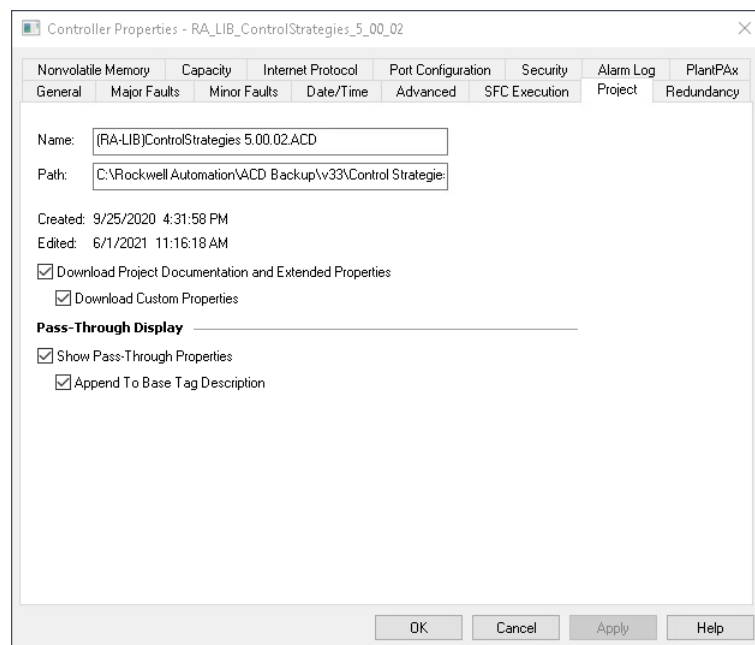 Controller Properties - RA_LIB_ControlStrategies_5_00_02
Nonvolatile Memory Capacity Internet Protocol Port Configuration Security Alarm Log PlantPAx
General Major Faults Minor Faults Date/Time Advanced SFC Execution Project Redundancy
Name: (RA-LIB)ControlStrategies 5.00.02.ACD
Path: C:\Rockwell Automation\ACD Backup\v33\Control Strategies
Created: 9/25/2020 4:31:58 PM
Edited: 6/1/2021 11:16:18 AM
Download Project Documentation and Extended Properties
Download Custom Properties
Pass-Through Display
Show Pass-Through Properties
Append To Base Tag Description
OK Cancel Apply Help